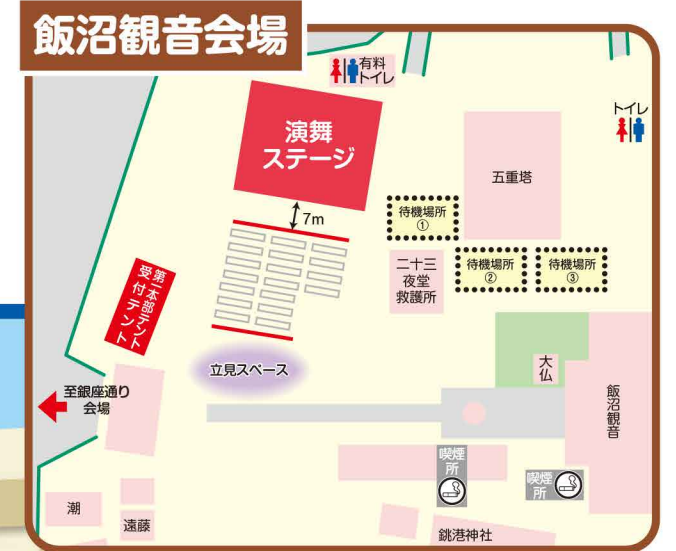 飯沼観音会場
有料
トイレ
演舞
ステージ
トイレ
五重塔
7m
待機場所
①
二十三
夜堂
救護所
待機場所
②
待機場所
③
第一本部テント
受付テント
立見スペース
大仏
飯沼観音
至銀座通り
会場
喫煙
所
喫煙
所
潮
遠藤
銚港神社